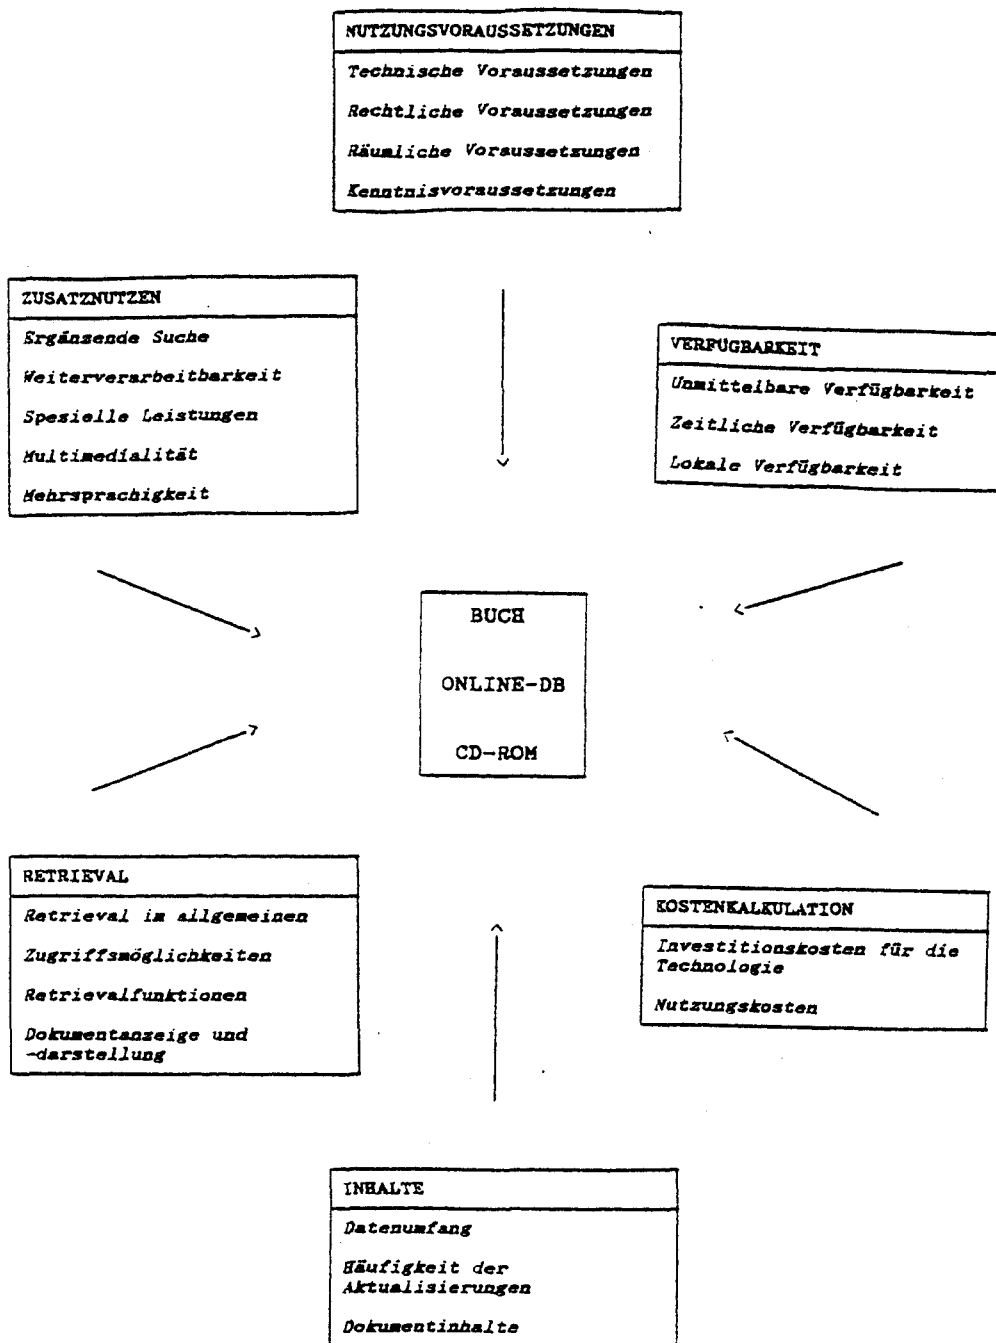 NUTZUNGSVORAUSSETZUNGEN
Technische Voraussetzungen
Rechtliche Voraussetzungen
Räumliche Voraussetzungen
Kenntnisvoraussetzungen
ZUSATZNUTZEN
Ergänzende Suche
Weiterverarbeitbarkeit
Spezielle Leistungen
Multimedialität
Mehrsprachigkeit
VERFÜGBARKEIT
Unmittelbare Verfügbarkeit
Zeitliche Verfügbarkeit
Lokale Verfügbarkeit
BUCH
ONLINE-DB
CD-ROM
RETRIEVAL
Retrieval im allgemeinen
Zugriffsmöglichkeiten
Retrievalfunktionen
Dokumentanzeige und
-darstellung
KOSTENKALKULATION
Investitionskosten für die
Technologie
Nutzungskosten
INHALTE
Datenumfang
Häufigkeit der
Aktualisierungen
Dokumentinhalte